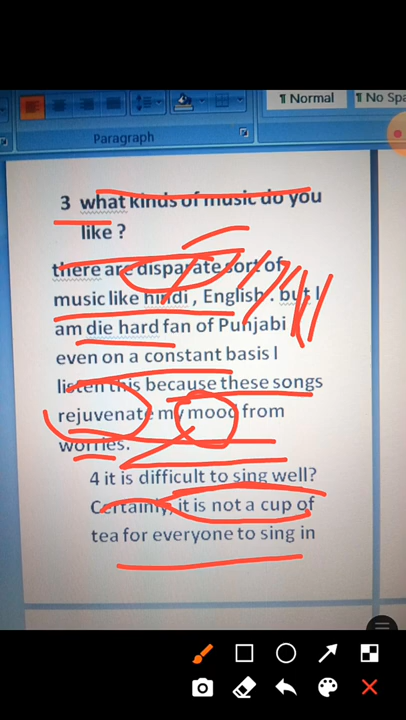 ¶ Normal
¶ No Spa
Paragraph
3 what kinds of music do you
like ?
there are disparate sort of
music like hindi , English . but I
am die hard fan of Punjabi
even on a constant basis I
listen this because these songs
rejuvenate my mood from
worries.
4 it is difficult to sing well?
Certainly, it is not a cup of
tea for everyone to sing in